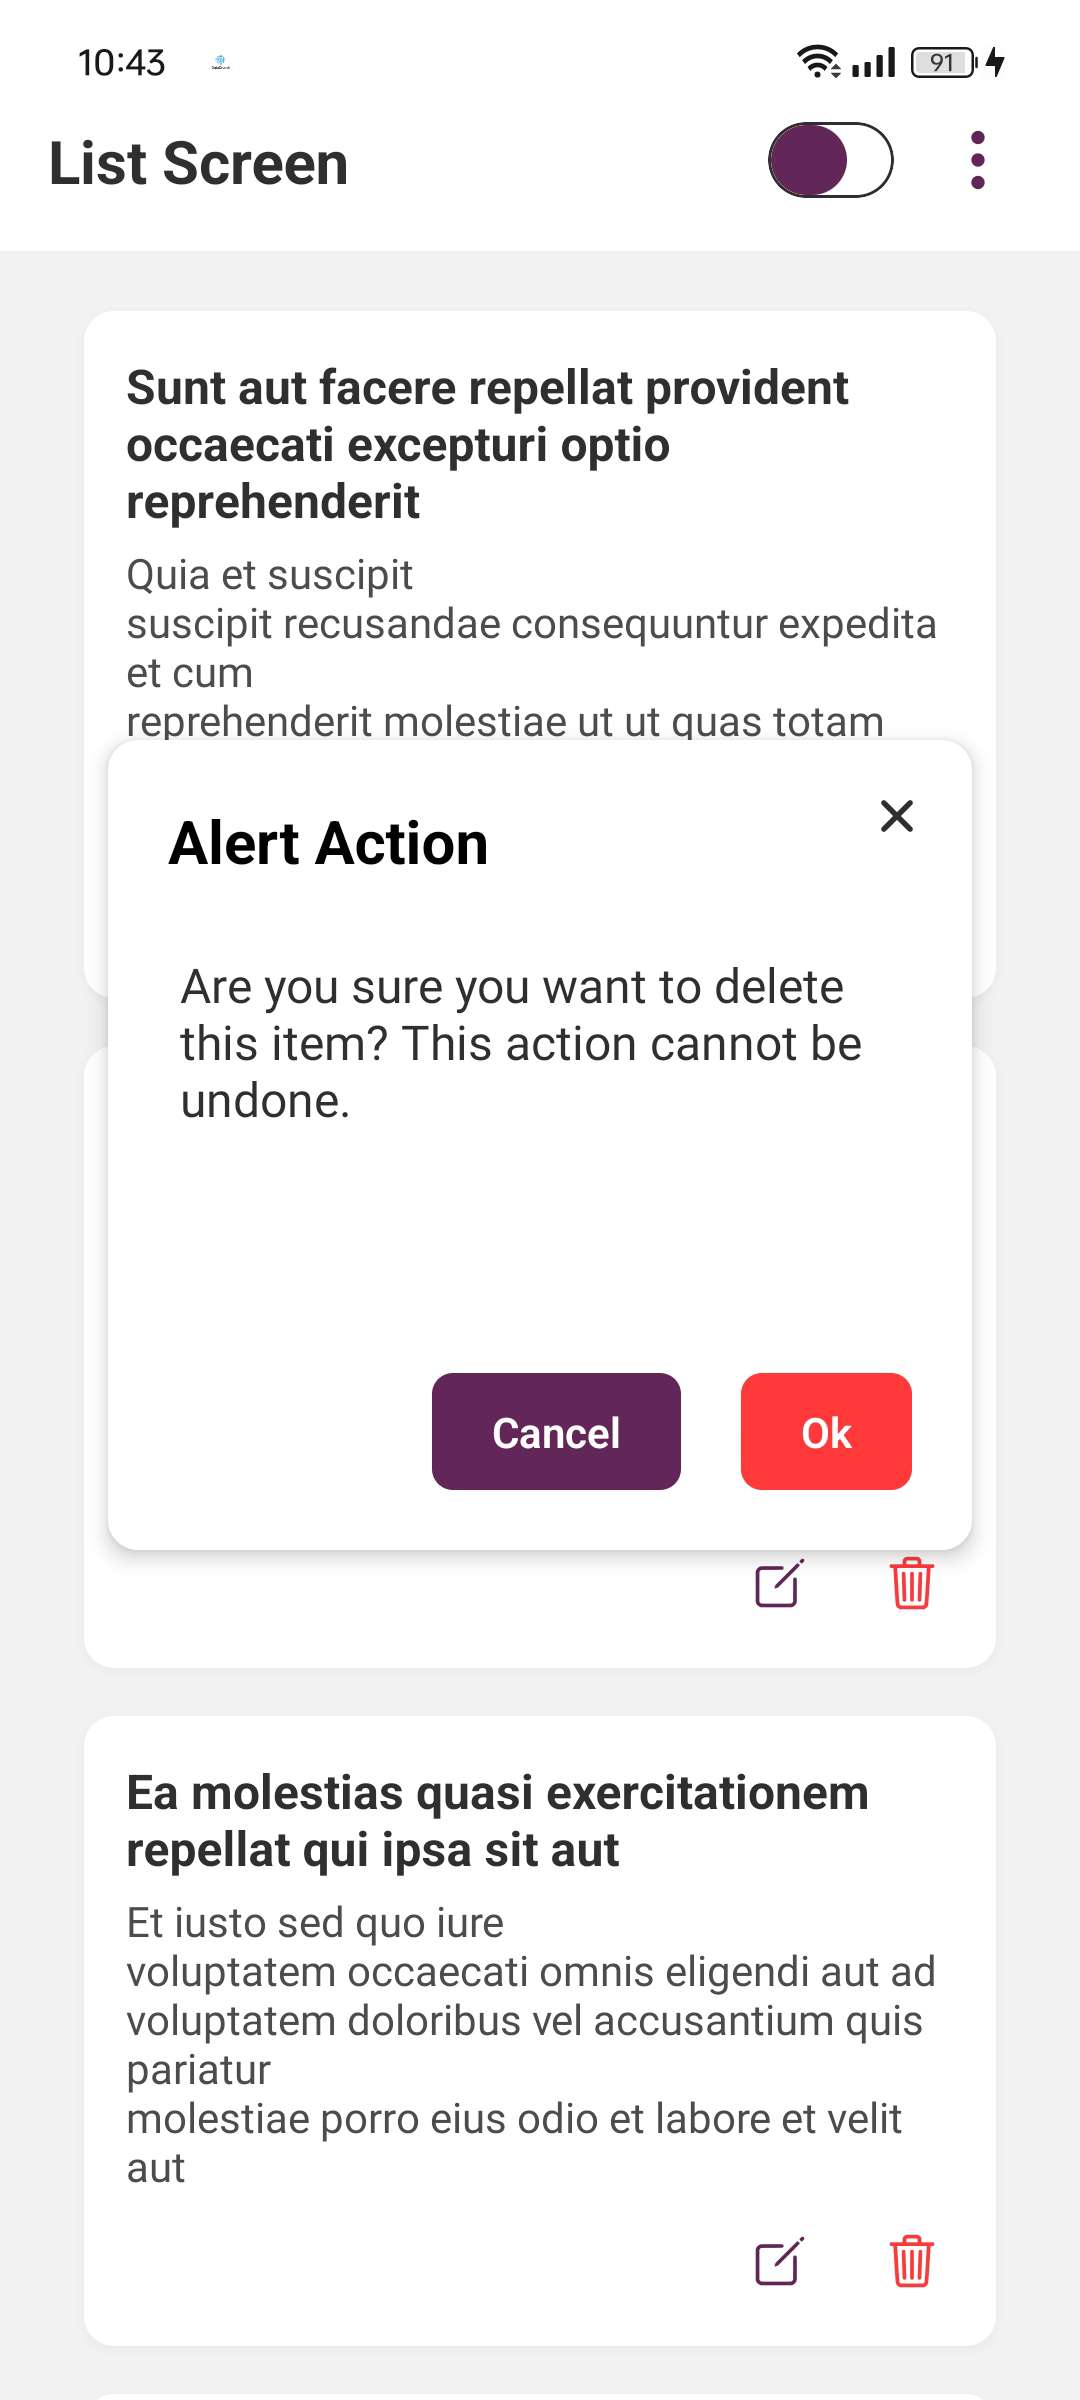 10:43
91
List Screen
Sunt aut facere repellat provident
occaecati excepturi optio
reprehenderit
Quia et suscipit
suscipit recusandae consequuntur expedita
et cum
reprehenderit molestiae ut ut quas totam
Alert Action
Are you sure you want to delete
this item? This action cannot be
undone.
Cancel
Ok
Ea molestias quasi exercitationem
repellat qui ipsa sit aut
Et iusto sed quo iure
voluptatem occaecati omnis eligendi aut ad
voluptatem doloribus vel accusantium quis
pariatur
molestiae porro eius odio et labore et velit
aut